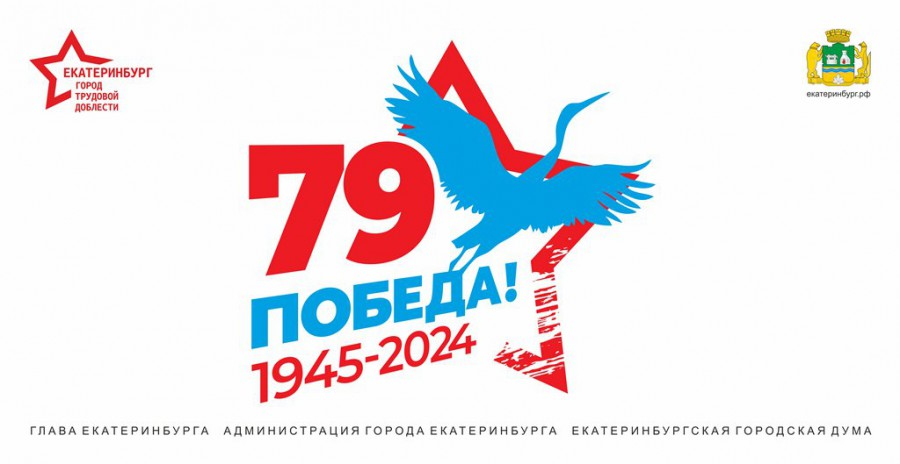 ЕКАТЕРИНБУРГ
ГОРОД
ТРУДОВОЙ
ДОБЛЕСТИ
екатеринбург.рф
79
ПОБЕДА!
1945-2024
ГЛАВА ЕКАТЕРИНБУРГА АДМИНИСТРАЦИЯ ГОРОДА ЕКАТЕРИНБУРГА ЕКАТЕРИНБУРГСКАЯ ГОРОДСКАЯ ДУМА